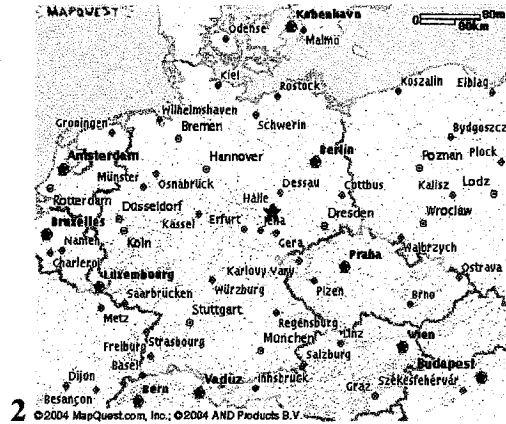 MAPQUEST
København
80mi
80km
Odense
Malmö
Kiel
Rostock
Koszalin
Elblag
Wilhelmshaven
Groningen
Bremen
Schwerin
Bydgoszcz
Amsterdam
Hannover
Berlin
Poznan
Plock
Münster
Osnabrück
Dessau
Cottbus
Kalisz
Lodz
Rotterdam
Halle
Düsseldorf
Bruxelles
Kassel
Erfurt
Jena
Dresden
Wroclaw
Namen
Köln
Gera
Walbrzych
Charleroi
Karlovy Vary
Praha
Luxembourg
Ostrava
Saarbrücken
Würzburg
Plzen
Brno
Metz
Stuttgart
Regensburg
Linz
Wien
Freiburg
Strasbourg
München
Basel
Salzburg
Budapest
Dijon
Vaduz
Innsbruck
Székesfehérvár
Besançon
Bern
Graz
2 ©2004 MapQuest.com, Inc.; ©2004 AND Products B.V.